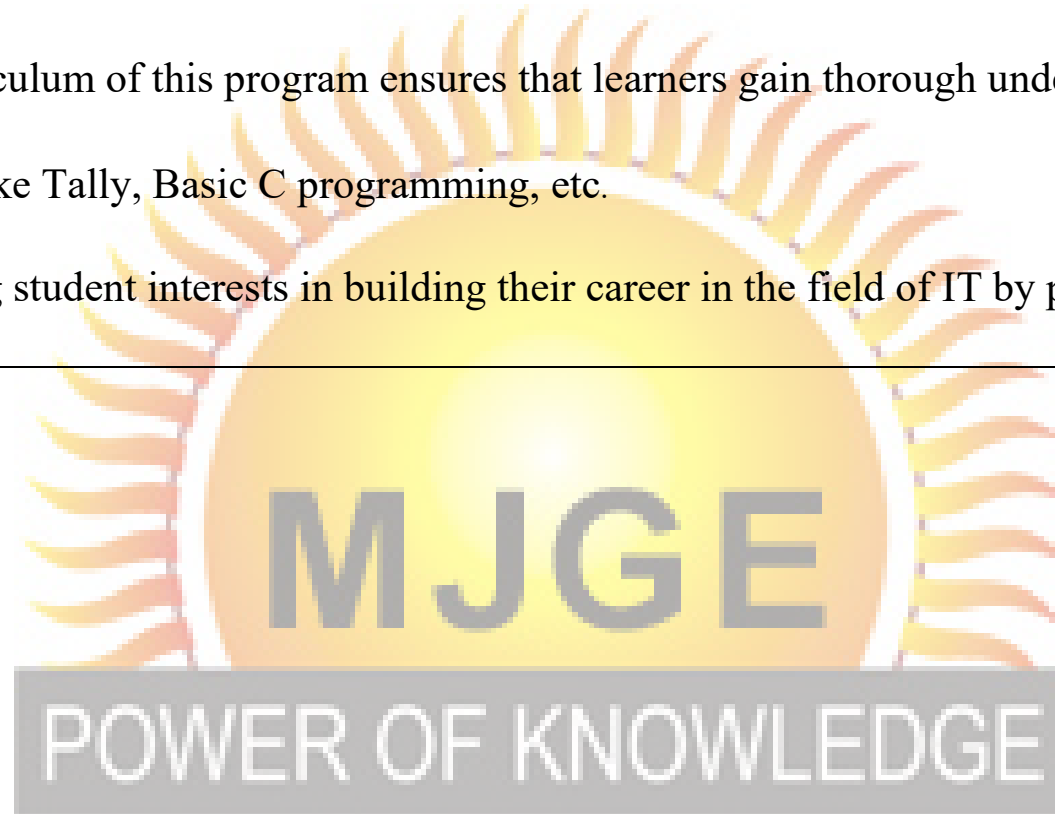 culum of this program ensures that learners gain thorough und
ke Tally, Basic C programming, etc.
student interests in building their career in the field of IT by p
MJGE
POWER OF KNOWLEDGE